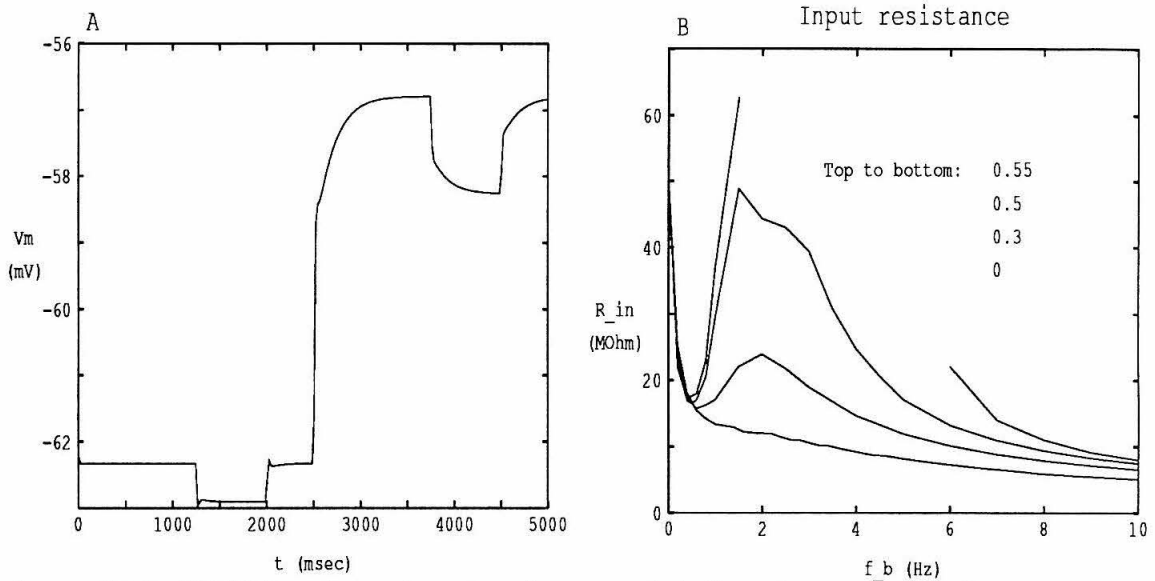 A
-56
-58
-60
-62
Vm
(mV)
0
1000
2000
3000
4000
5000
t (msec)
B
Input resistance
60
40
20
0
R_in
(MOhm)
Top to bottom: 0.55
0.5
0.3
0
0
2
4
6
8
10
f_b (Hz)